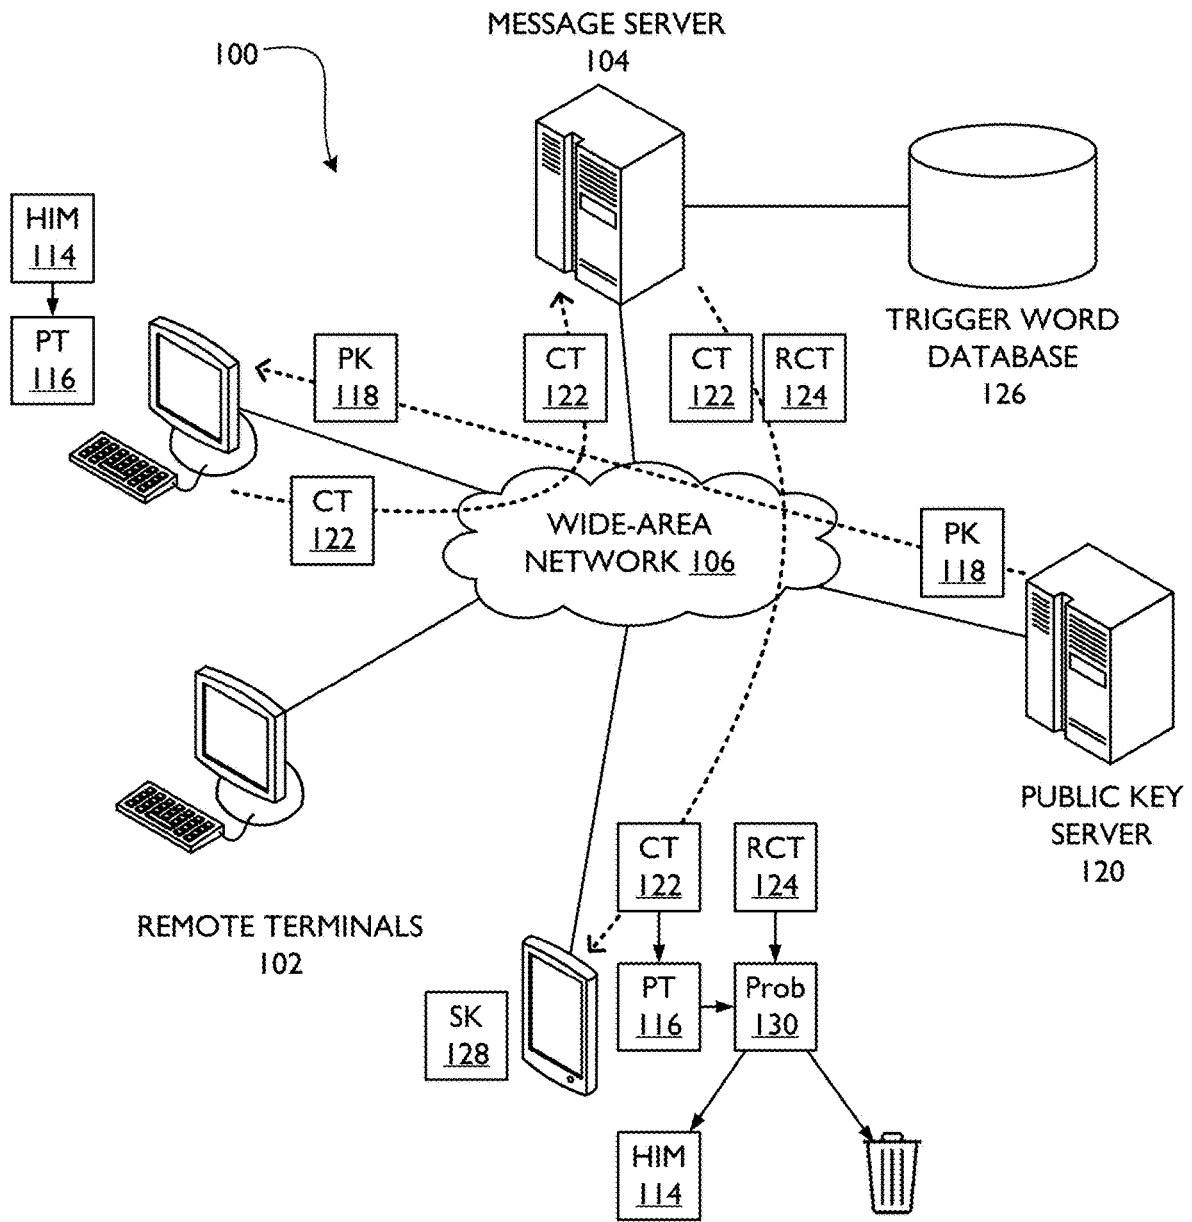 MESSAGE SERVER
104
100
HIM
114
PT
116
PK
118
CT
122
CT
122
RCT
124
TRIGGER WORD
DATABASE
126
CT
122
WIDE-AREA
NETWORK 106
PK
118
PUBLIC KEY
SERVER
120
REMOTE TERMINALS
102
CT
122
RCT
124
SK
128
PT
116
Prob
130
HIM
114